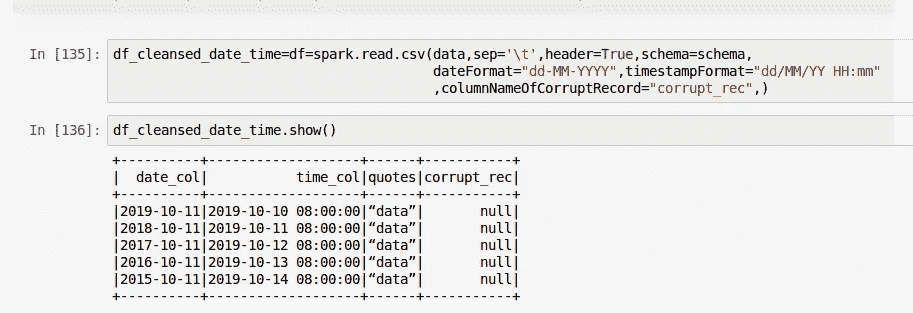 In [135]: df_cleansed_date_time=df=spark.read.csv(data,sep='\t',header=True,schema=schema,
dateFormat="dd-MM-YYYY",timestampFormat="dd/MM/YY HH:mm"
,columnNameOfCorruptRecord="corrupt_rec",)
In [136]: df_cleansed_date_time.show()
+----------+-------------------+------+-----------+
|  date_col|           time_col|quotes|corrupt_rec|
+----------+-------------------+------+-----------+
|2019-10-11|2019-10-10 08:00:00|“data”|       null|
|2018-10-11|2019-10-11 08:00:00|“data”|       null|
|2017-10-11|2019-10-12 08:00:00|“data”|       null|
|2016-10-11|2019-10-13 08:00:00|“data”|       null|
|2015-10-11|2019-10-14 08:00:00|“data”|       null|
+----------+-------------------+------+-----------+